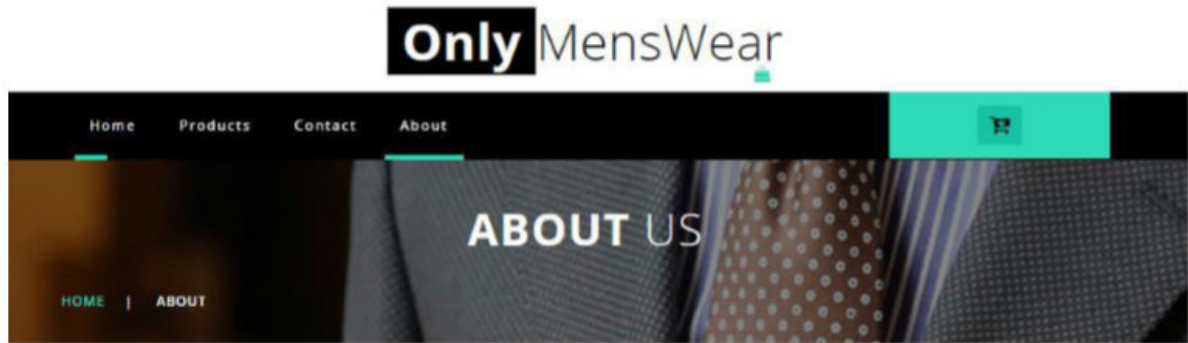 Only MensWear
Home Products Contact About
ABOUT US
HOME | ABOUT